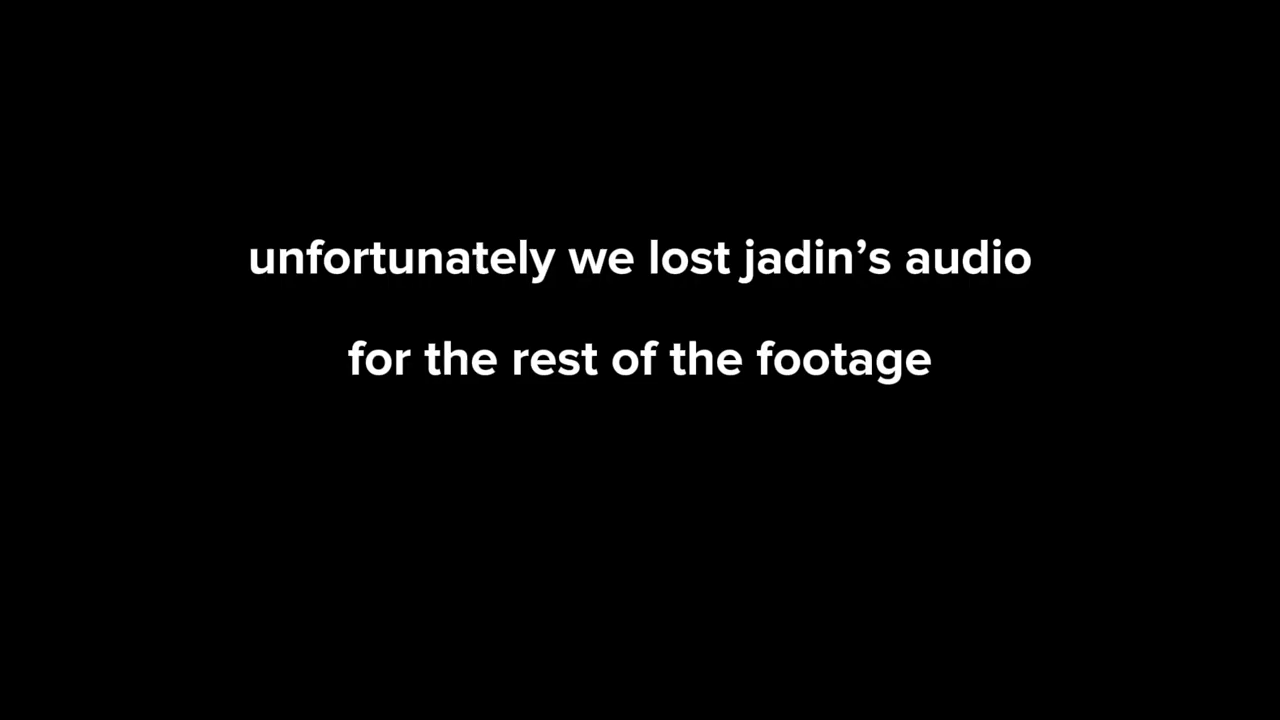 unfortunately we lost jadin’s audio
for the rest of the footage